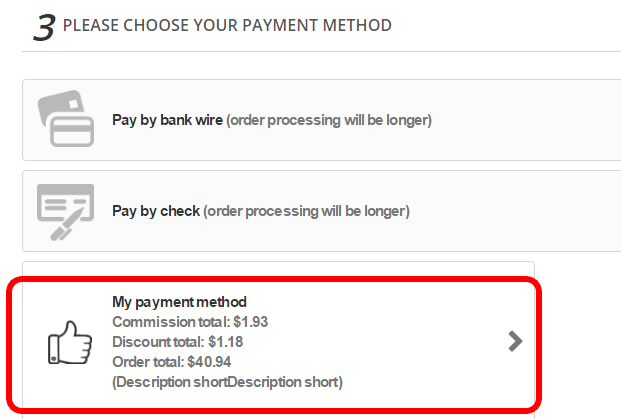 3 PLEASE CHOOSE YOUR PAYMENT METHOD
Pay by bank wire (order processing will be longer)
Pay by check (order processing will be longer)
My payment method
Commission total: $1.93
Discount total: $1.18
Order total: $40.94
(Description shortDescription short)